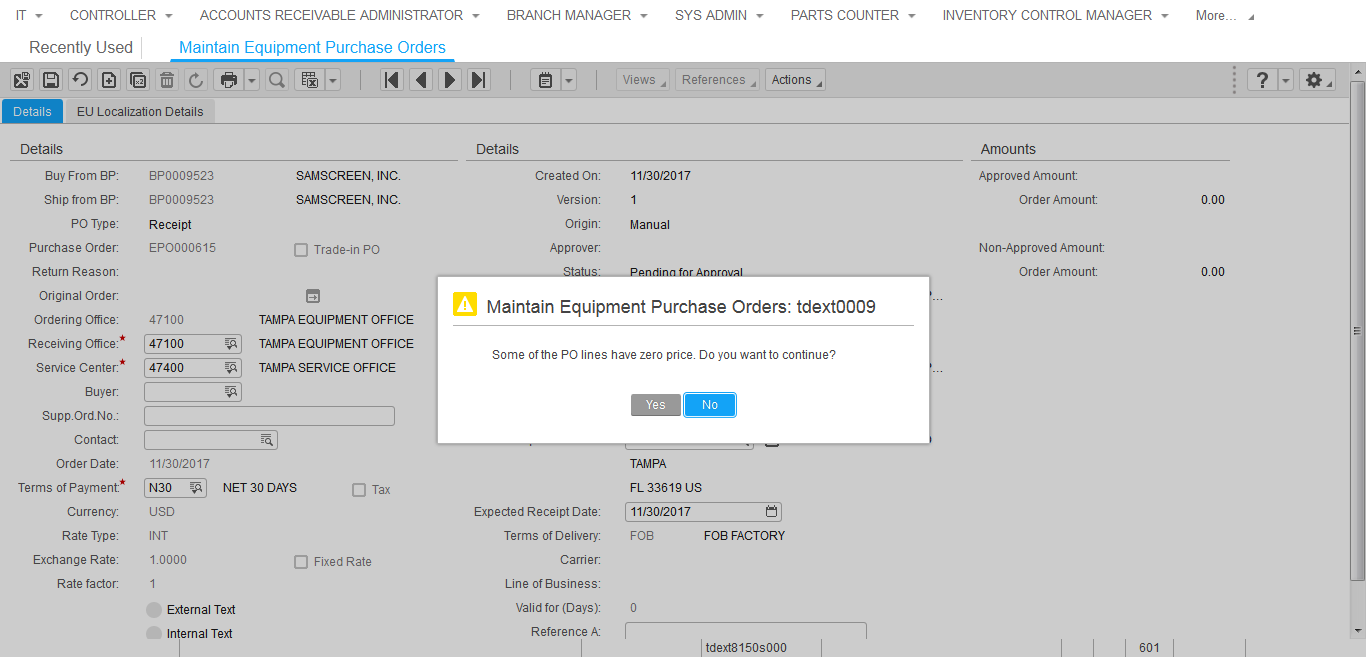 IT CONTROLLER ACCOUNTS RECEIVABLE ADMINISTRATOR BRANCH MANAGER SYS ADMIN PARTS COUNTER INVENTORY CONTROL MANAGER More...
Recently Used Maintain Equipment Purchase Orders
Views References Actions ?
Details EU Localization Details
Details Details Amounts
Buy From BP: BP0009523 SAMSCREEN, INC. Created On: 11/30/2017 Approved Amount:
Ship from BP: BP0009523 SAMSCREEN, INC. Version: 1 Order Amount: 0.00
PO Type: Receipt Origin: Manual
Purchase Order: EPO000615 Trade-in PO Approver: Non-Approved Amount:
Return Reason: Status: Pending for Approval Order Amount: 0.00
Original Order:
Maintain Equipment Purchase Orders: tdext0009
Ordering Office: 47100 TAMPA EQUIPMENT OFFICE
Receiving Office:* 47100 TAMPA EQUIPMENT OFFICE
Some of the PO lines have zero price. Do you want to continue?
Service Center:* 47400 TAMPA SERVICE OFFICE
Buyer:
Yes No
Supp.Ord.No.:
Contact:
Order Date: 11/30/2017 TAMPA
Terms of Payment:* N30 NET 30 DAYS Tax FL 33619 US
Currency: USD Expected Receipt Date: 11/30/2017
Rate Type: INT Terms of Delivery: FOB FOB FACTORY
Exchange Rate: 1.0000 Fixed Rate Carrier:
Rate factor: 1 Line of Business:
External Text Valid for (Days): 0
Internal Text Reference A:
tdext8150s000 601